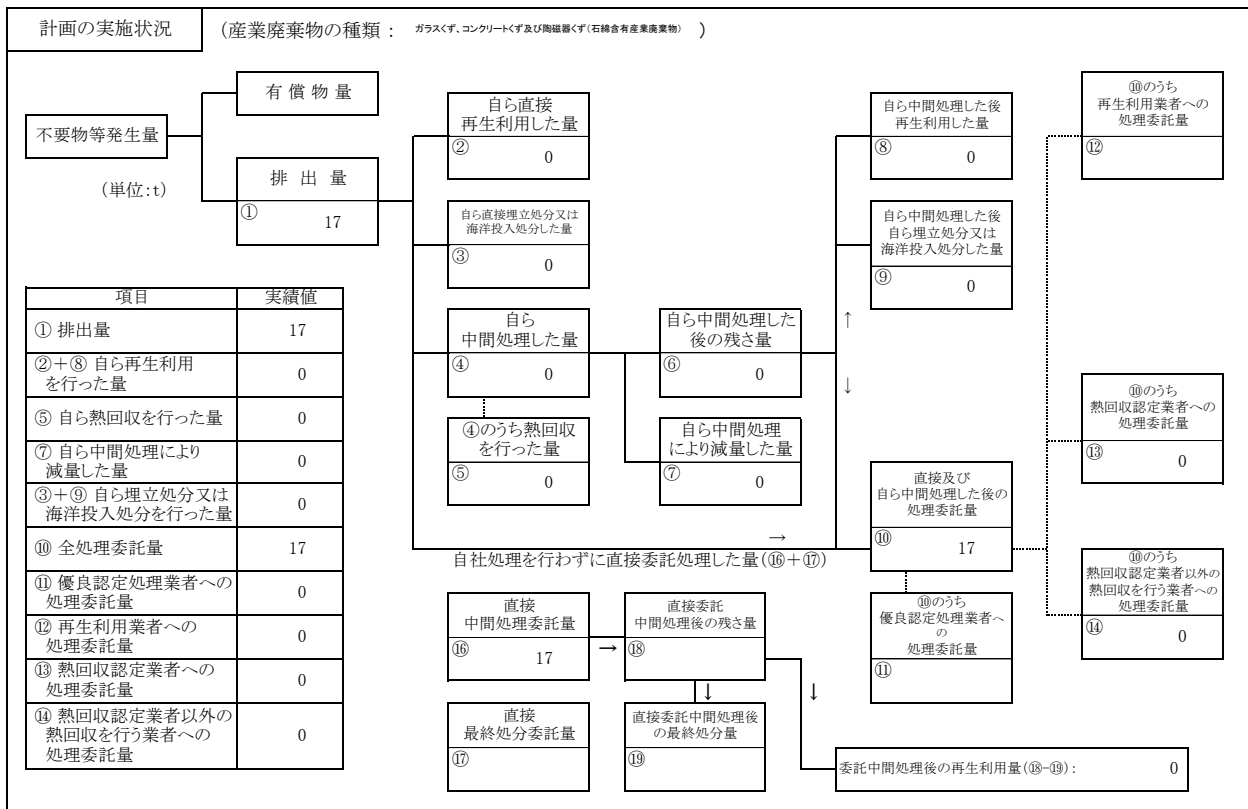 計画の実施状況
(産業廃棄物の種類： ガラスくず、コンクリートくず及び陶磁器くず(石綿含有産業廃棄物) )
不要物等発生量
(単位:t)
有償物量
排出量
① 17
自ら直接
再生利用した量
② 0
自ら直接埋立処分又は
海洋投入処分した量
③ 0
自ら
中間処理した量
④ 0
④のうち熱回収
を行った量
⑤ 0
自ら中間処理した
後の残さ量
⑥ 0
自ら中間処理
により減量した量
⑦ 0
自ら中間処理した後
再生利用した量
⑧ 0
自ら中間処理した後
自ら埋立処分又は
海洋投入処分した量
⑨ 0
↑
↓
直接及び
自ら中間処理した後の
処理委託量
⑩ 17
⑩のうち
優良認定処理業者へ
の
処理委託量
⑪
⑩のうち
再生利用業者への
処理委託量
⑫
⑩のうち
熱回収認定業者への
処理委託量
⑬ 0
⑩のうち
熱回収認定業者以外の
熱回収を行う業者への
処理委託量
⑭ 0
→
自社処理を行わずに直接委託処理した量(⑯+⑰)
直接
中間処理委託量
⑯ 17
→
直接委託
中間処理後の残さ量
⑱
↓
↓
直接
最終処分委託量
⑰
直接委託中間処理後
の最終処分量
⑲
委託中間処理後の再生利用量(⑱-⑲)： 0
項目 実績値
① 排出量 17
②+⑧ 自ら再生利用
を行った量 0
⑤ 自ら熱回収を行った量 0
⑦ 自ら中間処理により
減量した量 0
③+⑨ 自ら埋立処分又は
海洋投入処分を行った量 0
⑩ 全処理委託量 17
⑪ 優良認定処理業者への
処理委託量 0
⑫ 再生利用業者への
処理委託量 0
⑬ 熱回収認定業者への
処理委託量 0
⑭ 熱回収認定業者以外の
熱回収を行う業者への
処理委託量 0